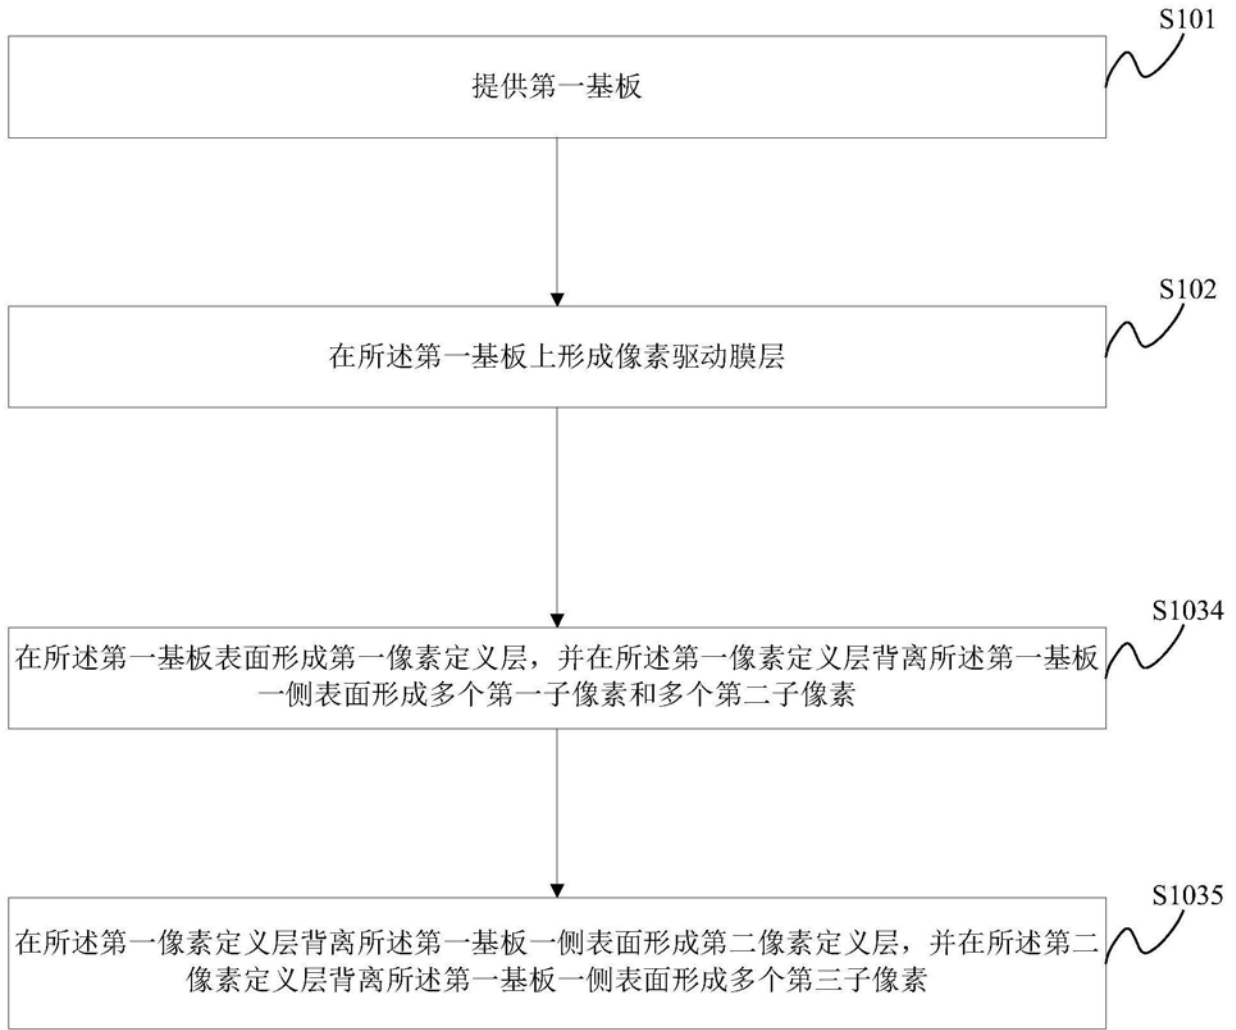 S101
提供第一基板
S102
在所述第一基板上形成像素驱动膜层
S1034
在所述第一基板表面形成第一像素定义层，并在所述第一像素定义层背离所述第一基板
一侧表面形成多个第一子像素和多个第二子像素
S1035
在所述第一像素定义层背离所述第一基板一侧表面形成第二像素定义层，并在所述第二
像素定义层背离所述第一基板一侧表面形成多个第三子像素